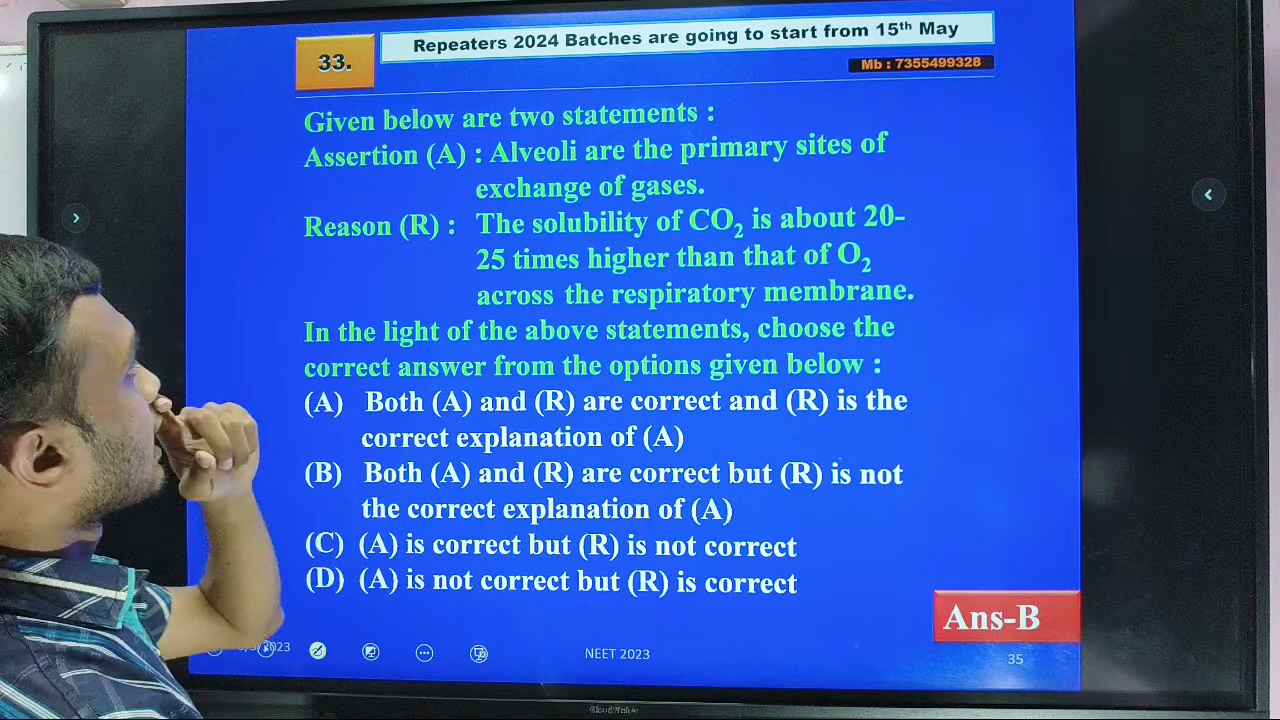 33.
Repeaters 2024 Batches are going to start from 15th May
Mb : 7355499328
Given below are two statements :
Assertion (A) : Alveoli are the primary sites of
exchange of gases.
Reason (R) : The solubility of CO₂ is about 20-
25 times higher than that of O₂
across the respiratory membrane.
In the light of the above statements, choose the
correct answer from the options given below :
(A) Both (A) and (R) are correct and (R) is the
correct explanation of (A)
(B) Both (A) and (R) are correct but (R) is not
the correct explanation of (A)
(C) (A) is correct but (R) is not correct
(D) (A) is not correct but (R) is correct
Ans-B
2023
NEET 2023
35